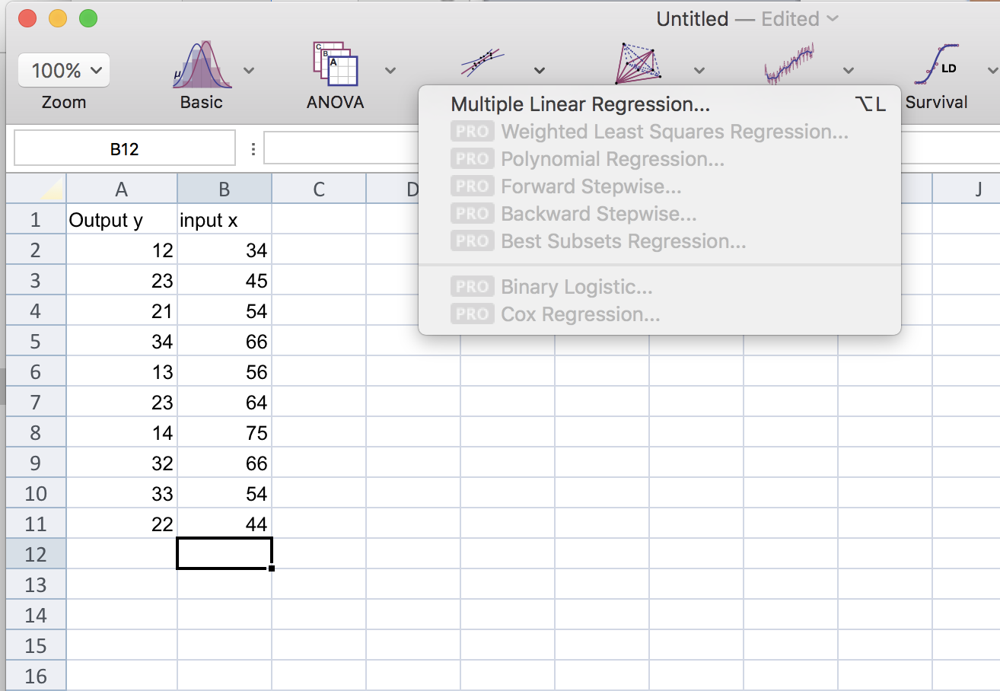 Untitled — Edited
100%
Zoom
μ
Basic
C
B
A
ANOVA
LD
Survival
Multiple Linear Regression... ⌥L
PRO Weighted Least Squares Regression...
PRO Polynomial Regression...
PRO Forward Stepwise...
PRO Backward Stepwise...
PRO Best Subsets Regression...
PRO Binary Logistic...
PRO Cox Regression...
B12
A B C D J
1 Output y input x
2 12 34
3 23 45
4 21 54
5 34 66
6 13 56
7 23 64
8 14 75
9 32 66
10 33 54
11 22 44
12
13
14
15
16